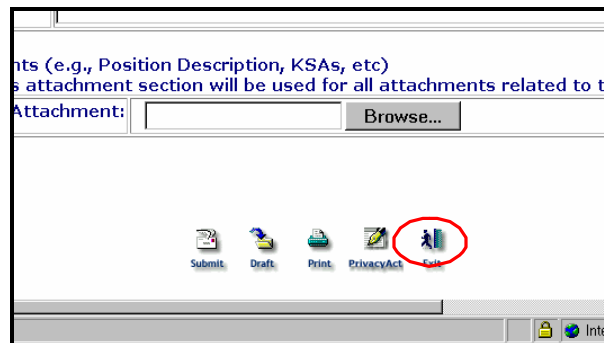 nts (e.g., Position Description, KSAs, etc)
s attachment section will be used for all attachments related to t
Attachment:
Browse...
Submit Draft Print PrivacyAct Exit
Inte